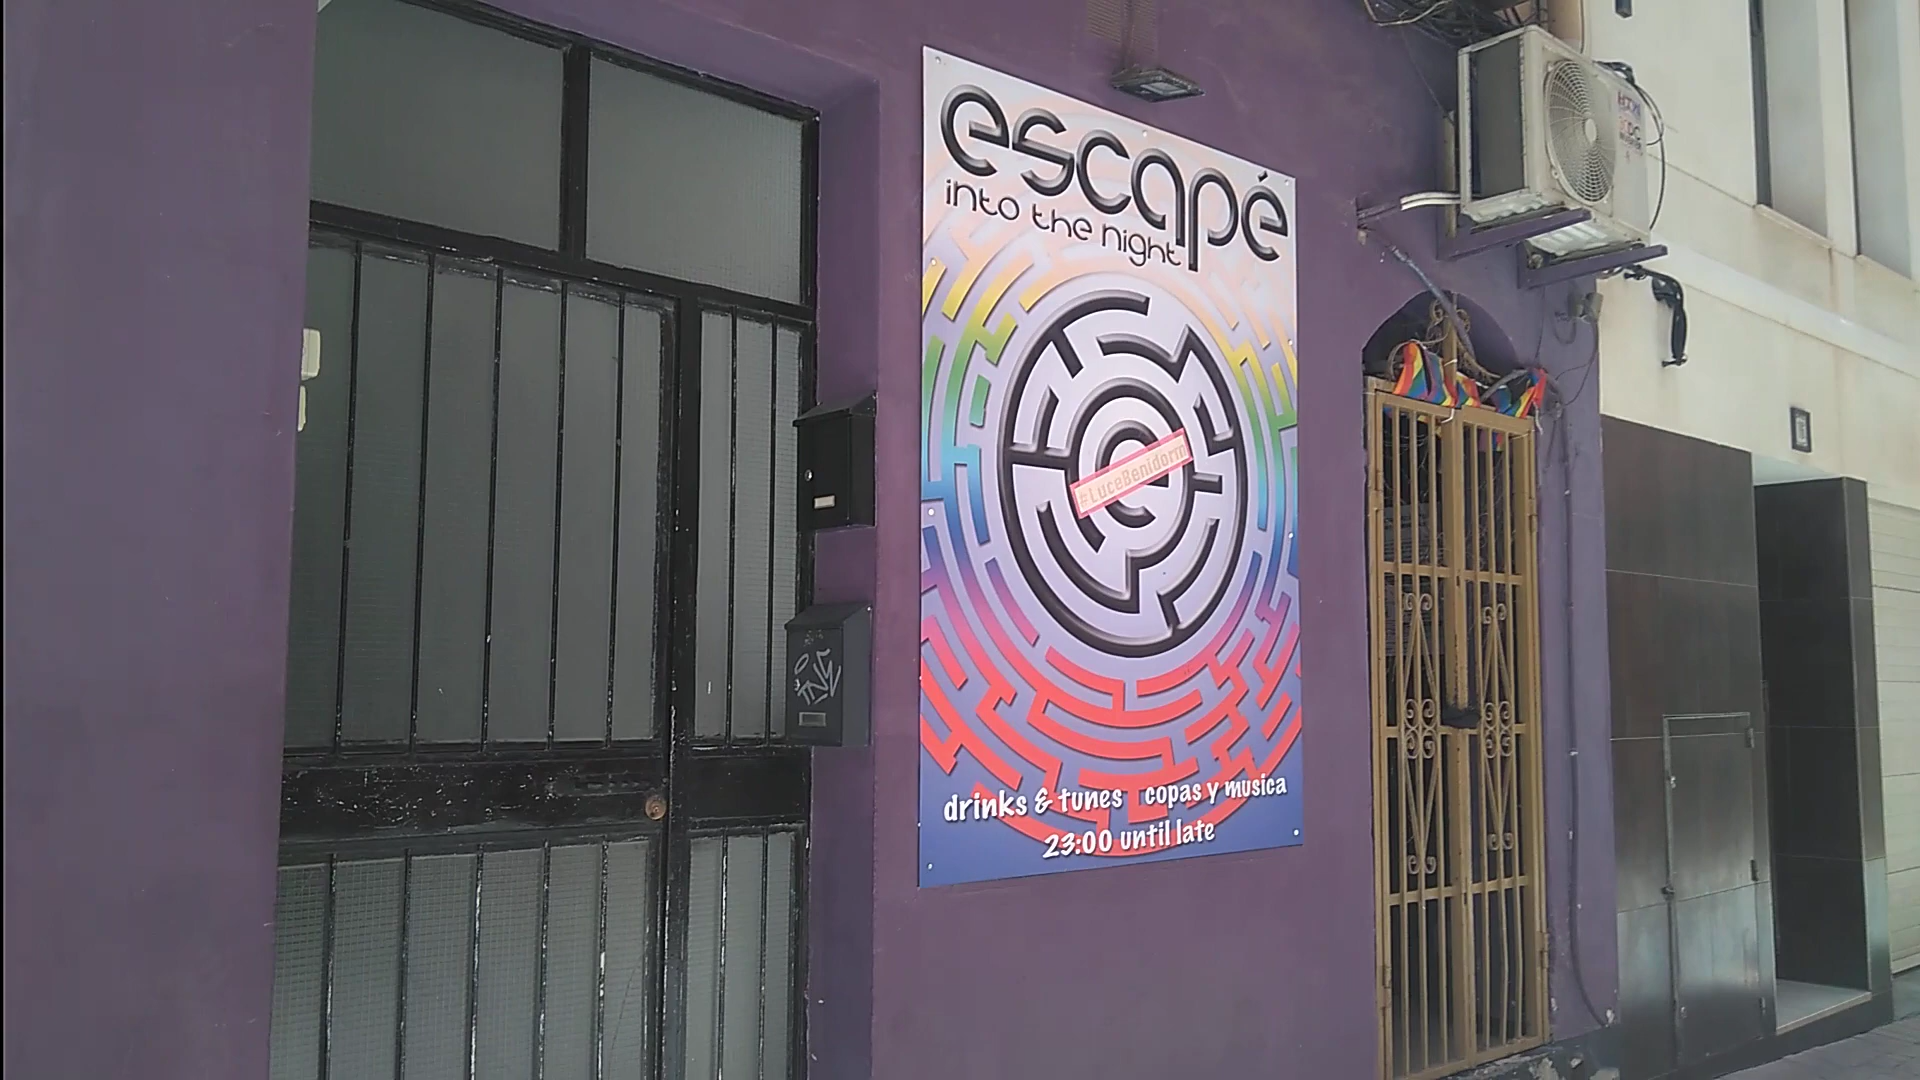 escapé
into the night
#LuceBenidorm
drinks & tunes copas y musica
23:00 until late